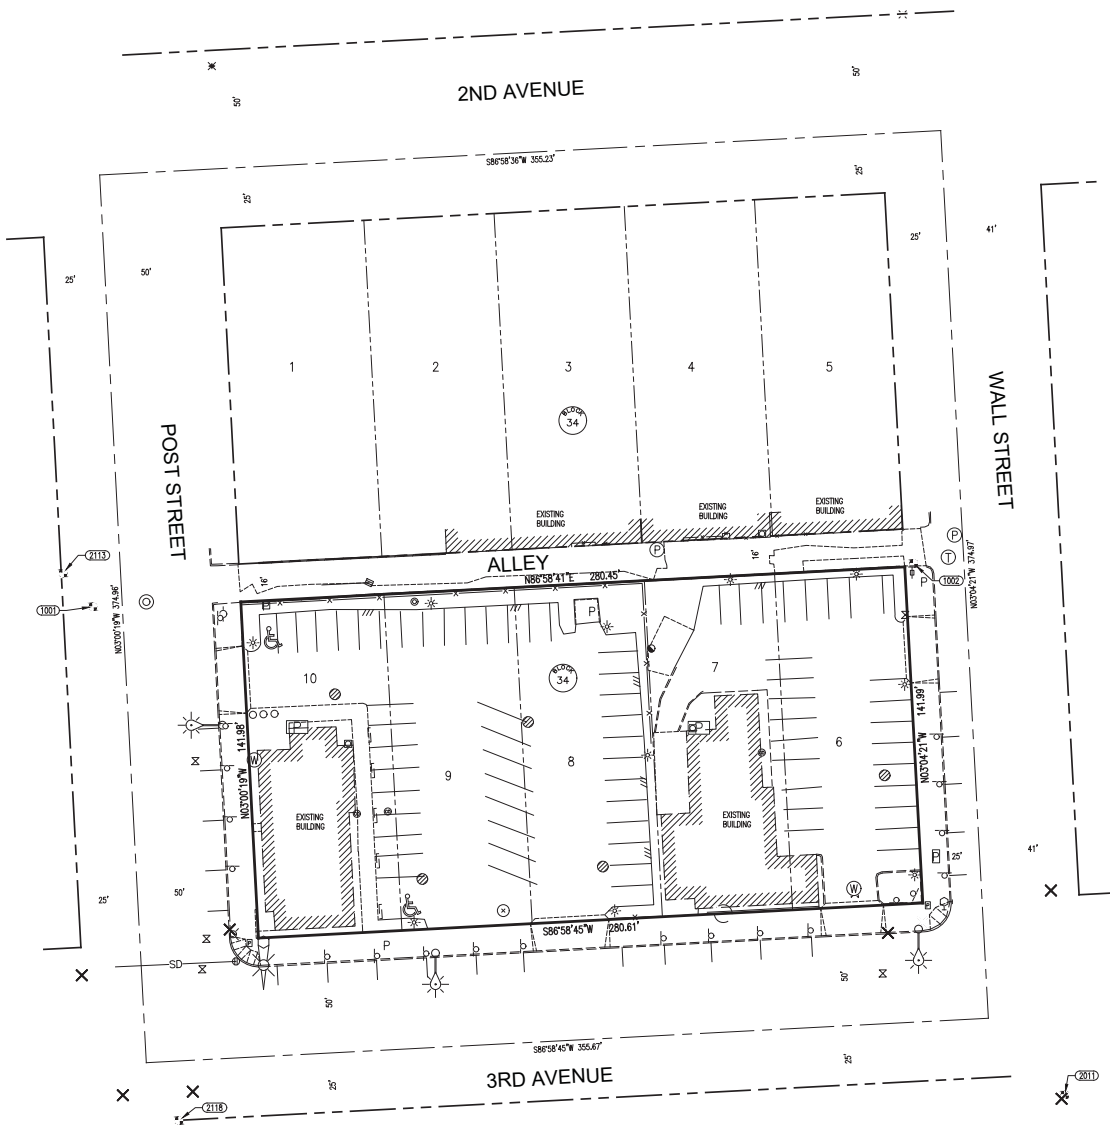 2ND AVENUE
50'
50'
S86°58'36"W 355.23'
25'
25'
25'
50'
25'
41'
1
2
3
4
5
BLOCK
34
POST STREET
WALL STREET
EXISTING
BUILDING
EXISTING
BUILDING
EXISTING
BUILDING
2113
1001
N03°00'19"W 374.96'
16'
ALLEY
N86°58'41"E 280.45'
P
16'
P
T
1002
P
N03°04'21"W 374.97'
P
10
BLOCK
34
7
9
8
6
P
P
W
N03°00'19"W 141.98'
N03°04'21"W 141.99'
EXISTING
BUILDING
EXISTING
BUILDING
P
25'
41'
25'
50'
W
S86°58'45"W 280.61'
P
SD
50'
50'
S86°58'45"W 355.67'
3RD AVENUE
25'
25'
2118
2011